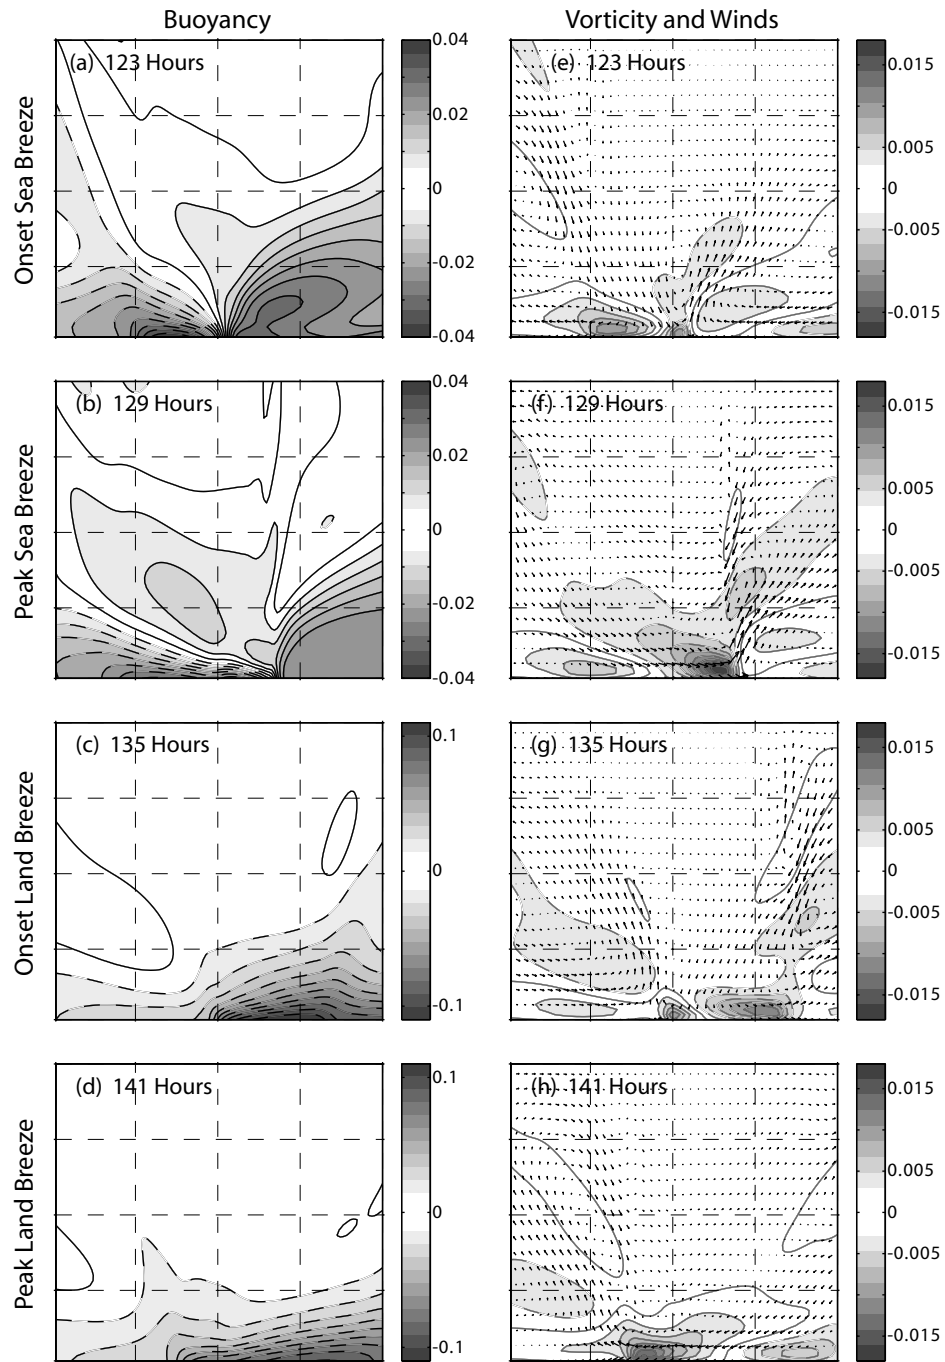 Buoyancy
Vorticity and Winds
Onset Sea Breeze
(a) 123 Hours
0.04
0.02
0
-0.02
-0.04
(e) 123 Hours
0.015
0.005
0
-0.005
-0.015
Peak Sea Breeze
(b) 129 Hours
0.04
0.02
0
-0.02
-0.04
(f) 129 Hours
0.015
0.005
0
-0.005
-0.015
Onset Land Breeze
(c) 135 Hours
0.1
0
-0.1
(g) 135 Hours
0.015
0.005
0
-0.005
-0.015
Peak Land Breeze
(d) 141 Hours
0.1
0
-0.1
(h) 141 Hours
0.015
0.005
0
-0.005
-0.015